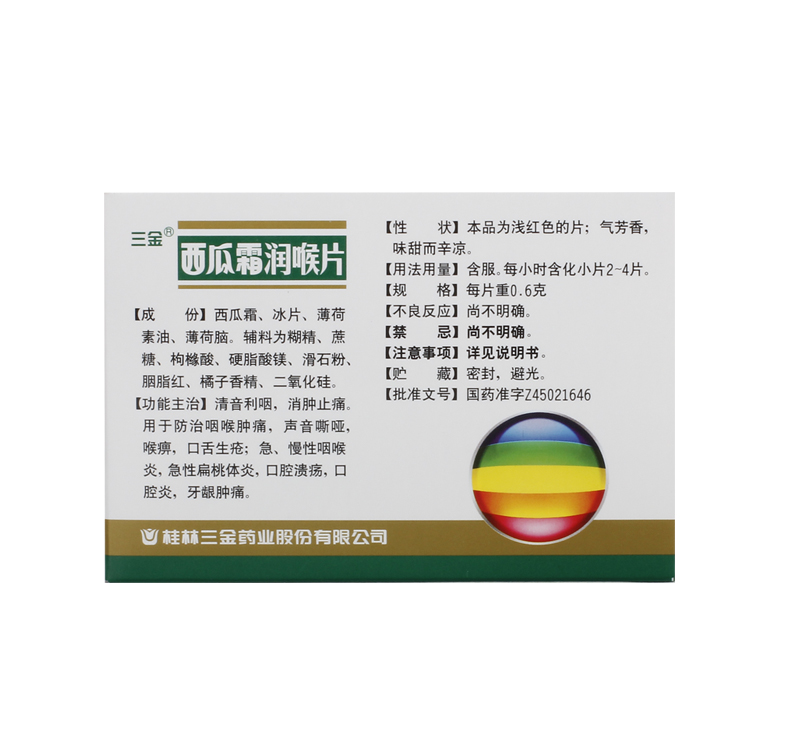 三金®
西瓜霜润喉片
【成　份】西瓜霜、冰片、薄荷
素油、薄荷脑。辅料为糊精、蔗
糖、枸橼酸、硬脂酸镁、滑石粉、
胭脂红、橘子香精、二氧化硅。
【功能主治】清音利咽，消肿止痛。
用于防治咽喉肿痛，声音嘶哑，
喉痹，口舌生疮；急、慢性咽喉
炎，急性扁桃体炎，口腔溃疡，口
腔炎，牙龈肿痛。
【性　状】本品为浅红色的片；气芳香，
味甜而辛凉。
【用法用量】含服。每小时含化小片2~4片。
【规　格】每片重0.6克
【不良反应】尚不明确。
【禁　忌】尚不明确。
【注意事项】详见说明书。
【贮　藏】密封，避光。
【批准文号】国药准字Z45021646
桂林三金药业股份有限公司